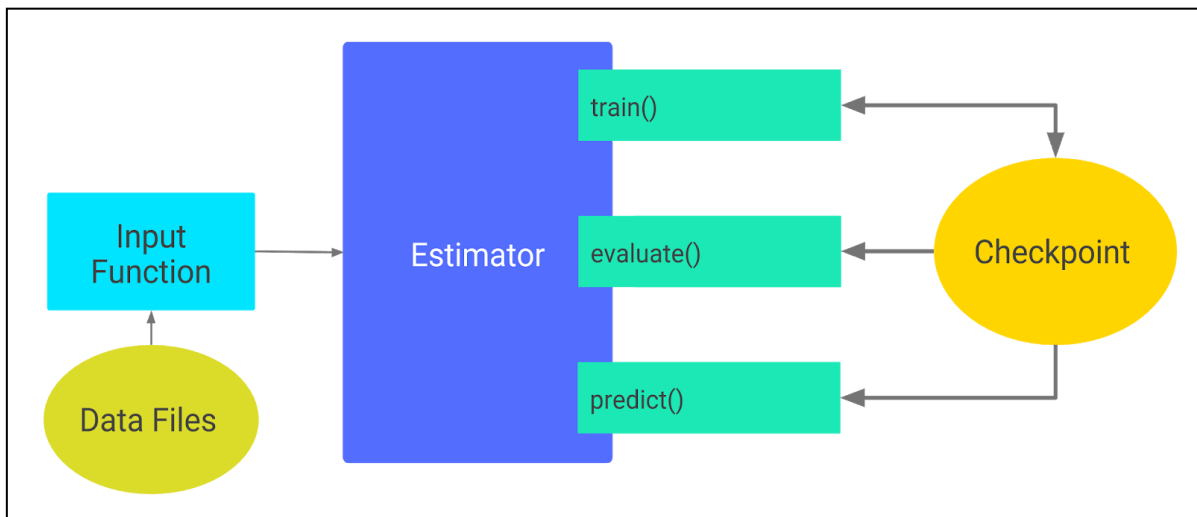 train()
Input
Function
Estimator
evaluate()
Checkpoint
Data Files
predict()